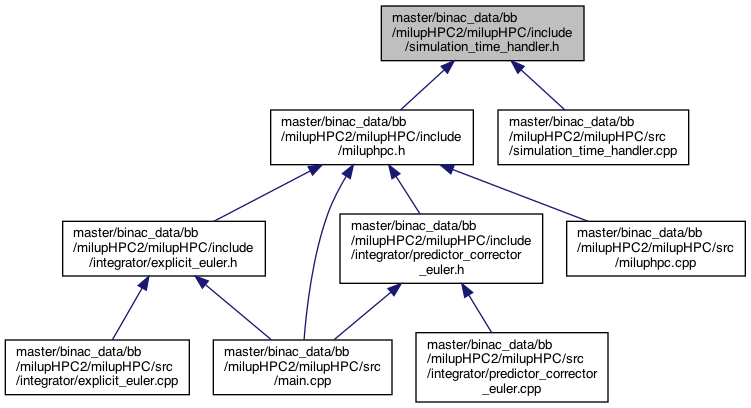 master/binac_data/bb
/milupHPC2/milupHPC/include
/simulation_time_handler.h
master/binac_data/bb
/milupHPC2/milupHPC/include
/miluphpc.h
master/binac_data/bb
/milupHPC2/milupHPC/src
/simulation_time_handler.cpp
master/binac_data/bb
/milupHPC2/milupHPC/include
/integrator/explicit_euler.h
master/binac_data/bb
/milupHPC2/milupHPC/include
/integrator/predictor_corrector
_euler.h
master/binac_data/bb
/milupHPC2/milupHPC/src
/miluphpc.cpp
master/binac_data/bb
/milupHPC2/milupHPC/src
/integrator/explicit_euler.cpp
master/binac_data/bb
/milupHPC2/milupHPC/src
/main.cpp
master/binac_data/bb
/milupHPC2/milupHPC/src
/integrator/predictor_corrector
_euler.cpp